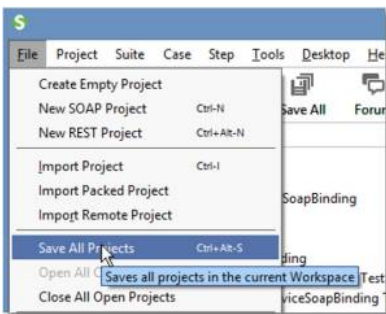 S
File Project Suite Case Step Tools Desktop He
Create Empty Project
New SOAP Project Ctrl-N
New REST Project Ctrl+Alt-N
Save All Forur
Import Project Ctrl-I
Import Packed Project
Import Remote Project
SoapBinding
Save All Projects Ctrl+Alt-S
ding
Open All C
Saves all projects in the current Workspace Test
Close All Open Projects viceSoapBinding T